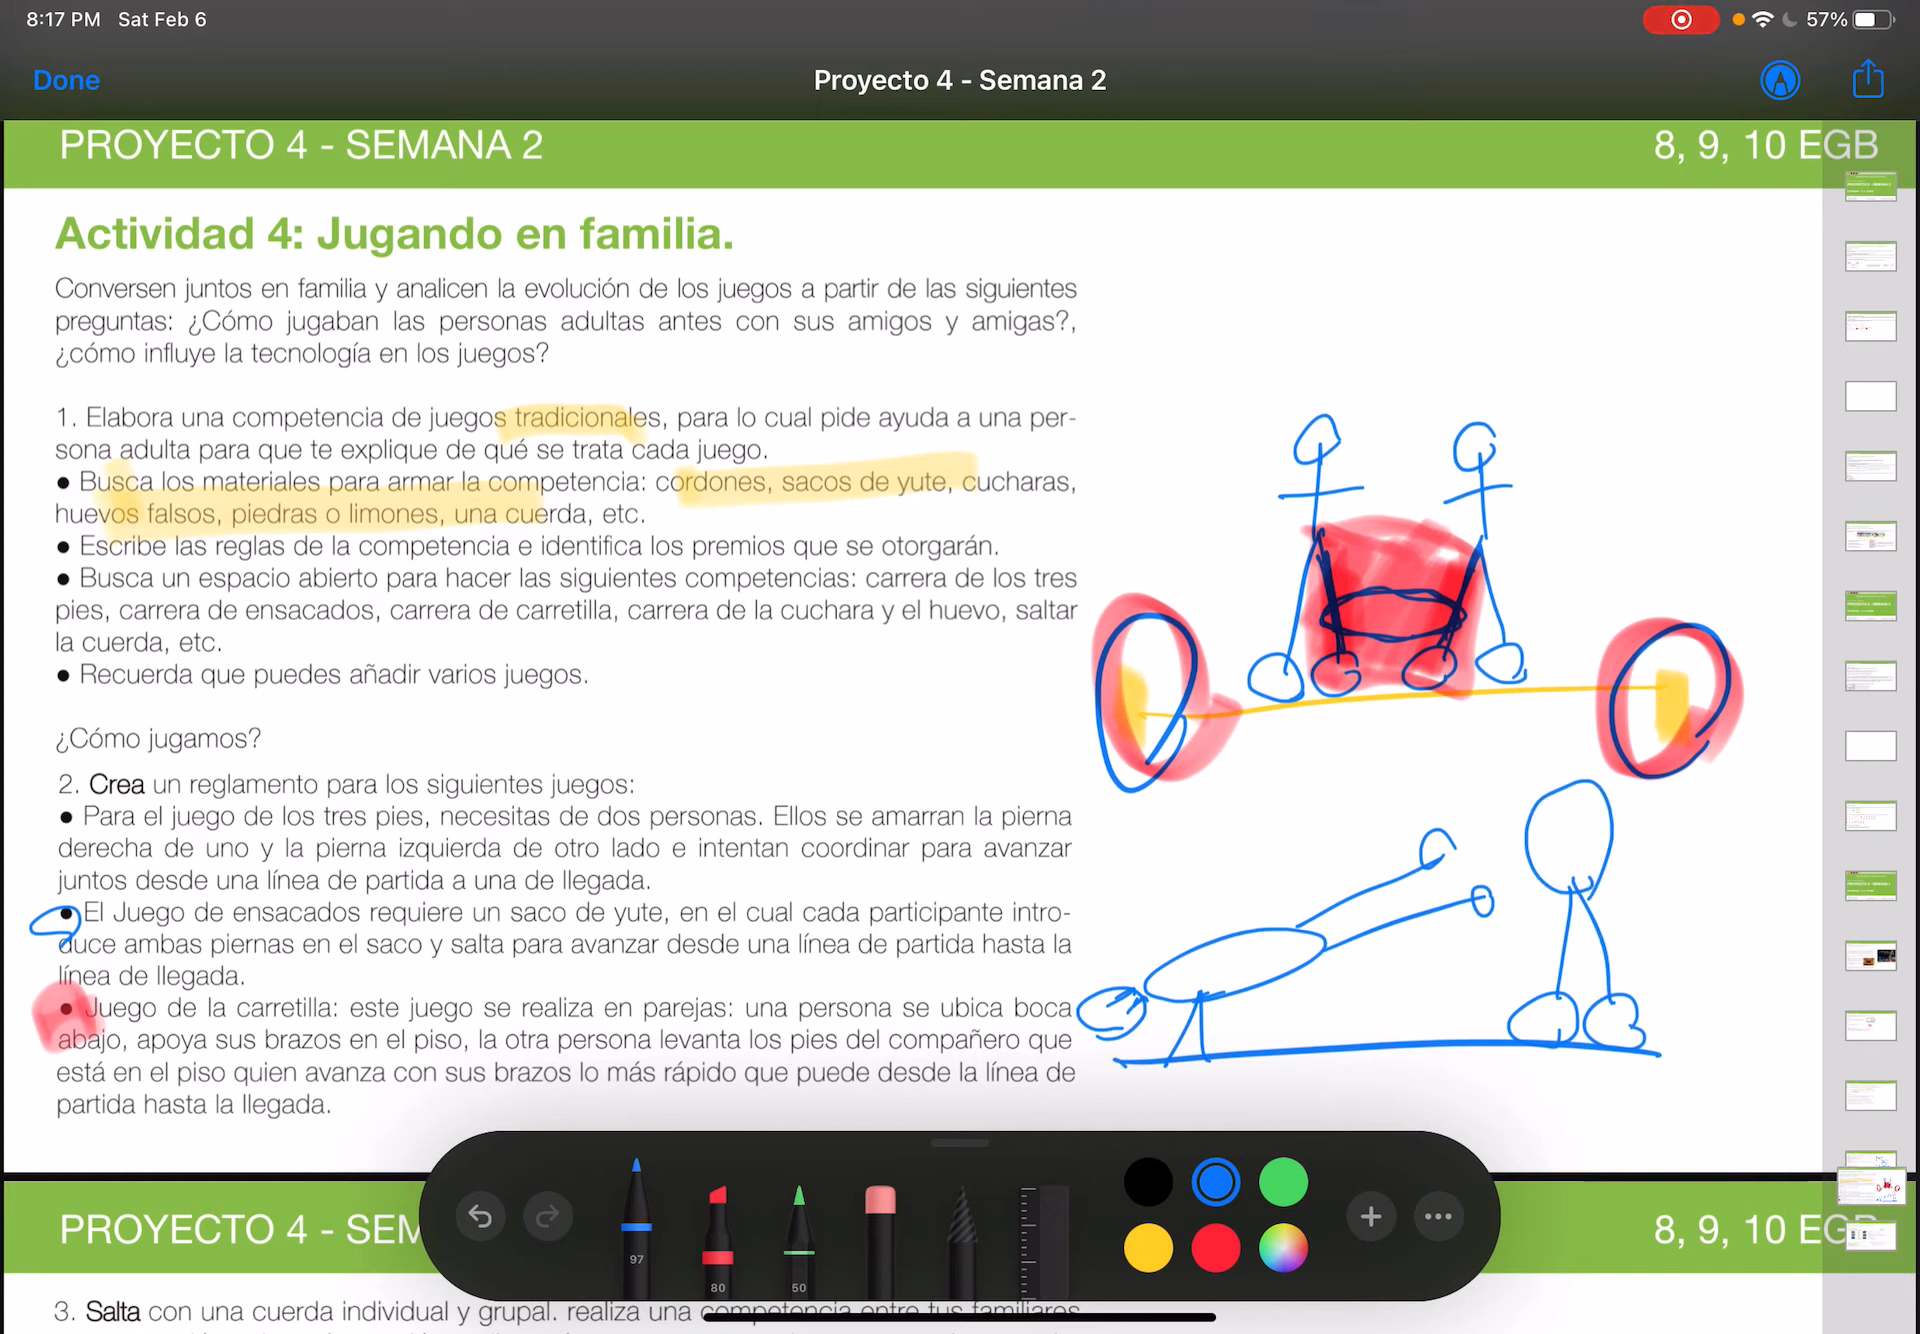 8:17 PM Sat Feb 6
57%
Done
Proyecto 4 - Semana 2
PROYECTO 4 - SEMANA 2
8, 9, 10 EGB
Actividad 4: Jugando en familia.
Conversen juntos en familia y analicen la evolución de los juegos a partir de las siguientes
preguntas: ¿Cómo jugaban las personas adultas antes con sus amigos y amigas?,
¿cómo influye la tecnología en los juegos?
1. Elabora una competencia de juegos tradicionales, para lo cual pide ayuda a una per-
sona adulta para que te explique de qué se trata cada juego.
● Busca los materiales para armar la competencia: cordones, sacos de yute, cucharas,
huevos falsos, piedras o limones, una cuerda, etc.
● Escribe las reglas de la competencia e identifica los premios que se otorgarán.
● Busca un espacio abierto para hacer las siguientes competencias: carrera de los tres
pies, carrera de ensacados, carrera de carretilla, carrera de la cuchara y el huevo, saltar
la cuerda, etc.
● Recuerda que puedes añadir varios juegos.
¿Cómo jugamos?
2. Crea un reglamento para los siguientes juegos:
● Para el juego de los tres pies, necesitas de dos personas. Ellos se amarran la pierna
derecha de uno y la pierna izquierda de otro lado e intentan coordinar para avanzar
juntos desde una línea de partida a una de llegada.
● El Juego de ensacados requiere un saco de yute, en el cual cada participante intro-
duce ambas piernas en el saco y salta para avanzar desde una línea de partida hasta la
línea de llegada.
● Juego de la carretilla: este juego se realiza en parejas: una persona se ubica boca
abajo, apoya sus brazos en el piso, la otra persona levanta los pies del compañero que
está en el piso quien avanza con sus brazos lo más rápido que puede desde la línea de
partida hasta la llegada.
97
80
50
PROYECTO 4 - SEM
8, 9, 10 EG
3. Salta con una cuerda individual y grupal. realiza una competencia entre tus familiares